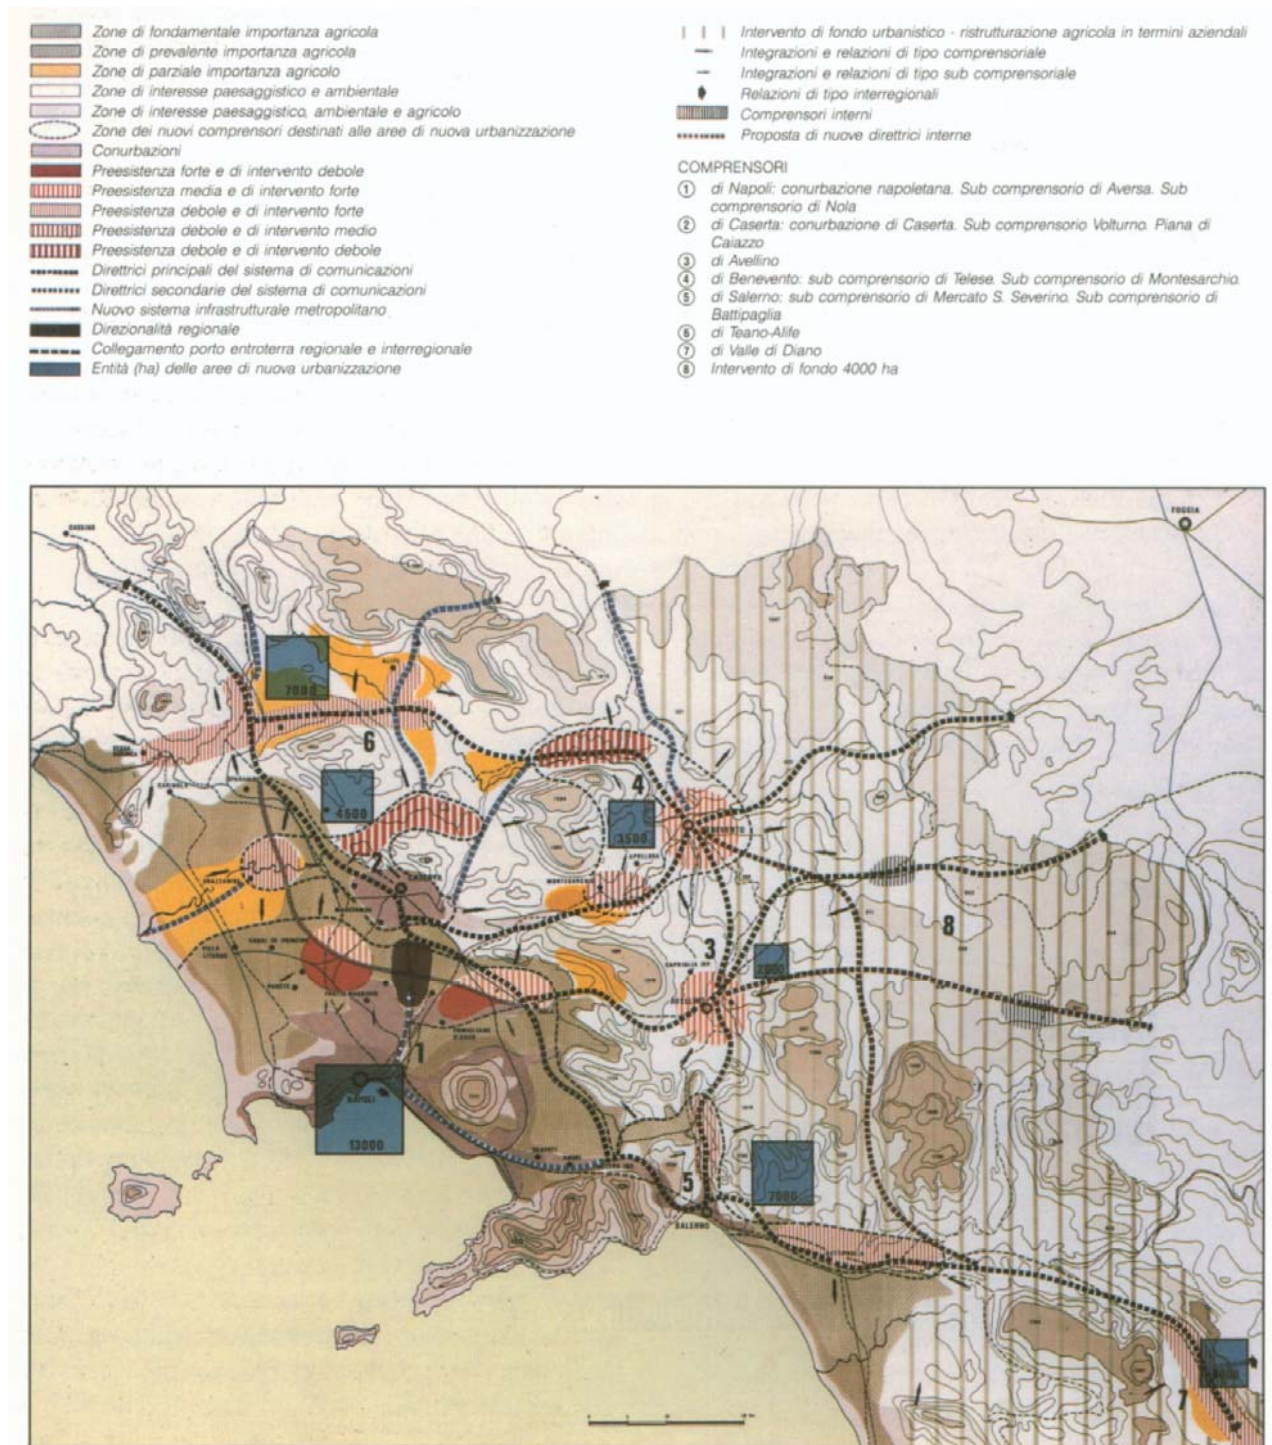 Zone di fondamentale importanza agricola
Zone di prevalente importanza agricola
Zone di parziale importanza agricolo
Zone di interesse paesaggistico e ambientale
Zone di interesse paesaggistico, ambientale e agricolo
Zone dei nuovi comprensori destinati alle aree di nuova urbanizzazione
Conurbazioni
Preesistenza forte e di intervento debole
Preesistenza media e di intervento forte
Preesistenza debole e di intervento forte
Preesistenza debole e di intervento medio
Preesistenza debole e di intervento debole
Direttrici principali del sistema di comunicazioni
Direttrici secondarie del sistema di comunicazioni
Nuovo sistema infrastrutturale metropolitano
Direzionalità regionale
Collegamento porto entroterra regionale e interregionale
Entità (ha) delle aree di nuova urbanizzazione
Intervento di fondo urbanistico - ristrutturazione agricola in termini aziendali
Integrazioni e relazioni di tipo comprensoriale
Integrazioni e relazioni di tipo sub comprensoriale
Relazioni di tipo interregionali
Comprensori interni
Proposta di nuove direttrici interne
COMPRENSORI
1 di Napoli: conurbazione napoletana. Sub comprensorio di Aversa. Sub
comprensorio di Nola
2 di Caserta: conurbazione di Caserta. Sub comprensorio Volturno. Piana di
Caiazzo
3 di Avellino
4 di Benevento: sub comprensorio di Telese. Sub comprensorio di Montesarchio.
5 di Salerno: sub comprensorio di Mercato S. Severino. Sub comprensorio di
Battipaglia
6 di Teano-Alife
7 di Valle di Diano
8 Intervento di fondo 4000 ha
FOGGIA
CASSINO
7000
6
4500
4
3500
2
CASERTA
8
3
1
NAPOLI
13000
5
7000
SALERNO
7